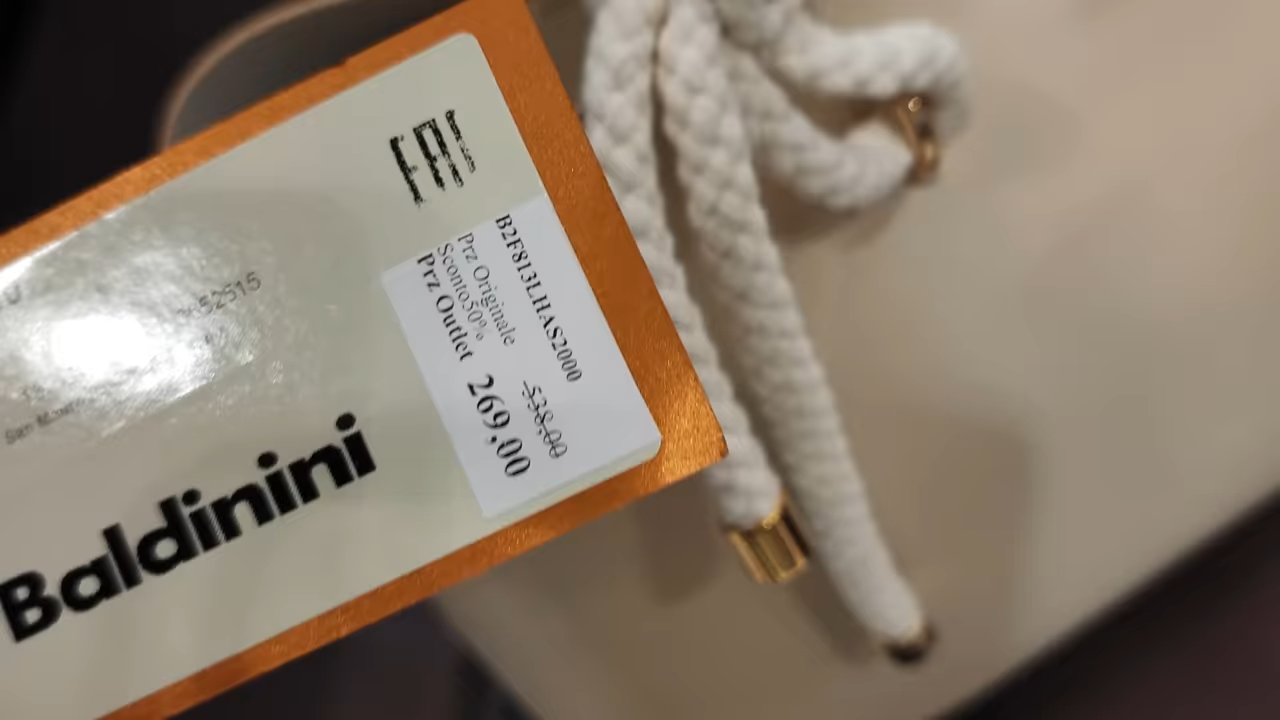 B2F813LHAS2000
Prz Originale 538,00
Sconto50%
Prz Outlet 269,00
Baldinini